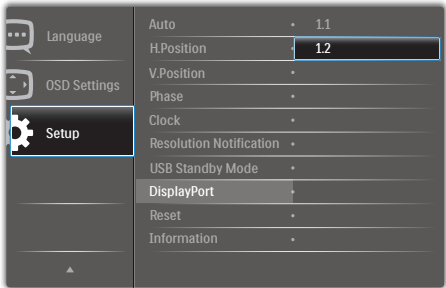 Language
OSD Settings
Setup
Auto • 1.1
H.Position • 1.2
V.Position •
Phase •
Clock •
Resolution Notification •
USB Standby Mode •
DisplayPort •
Reset •
Information •